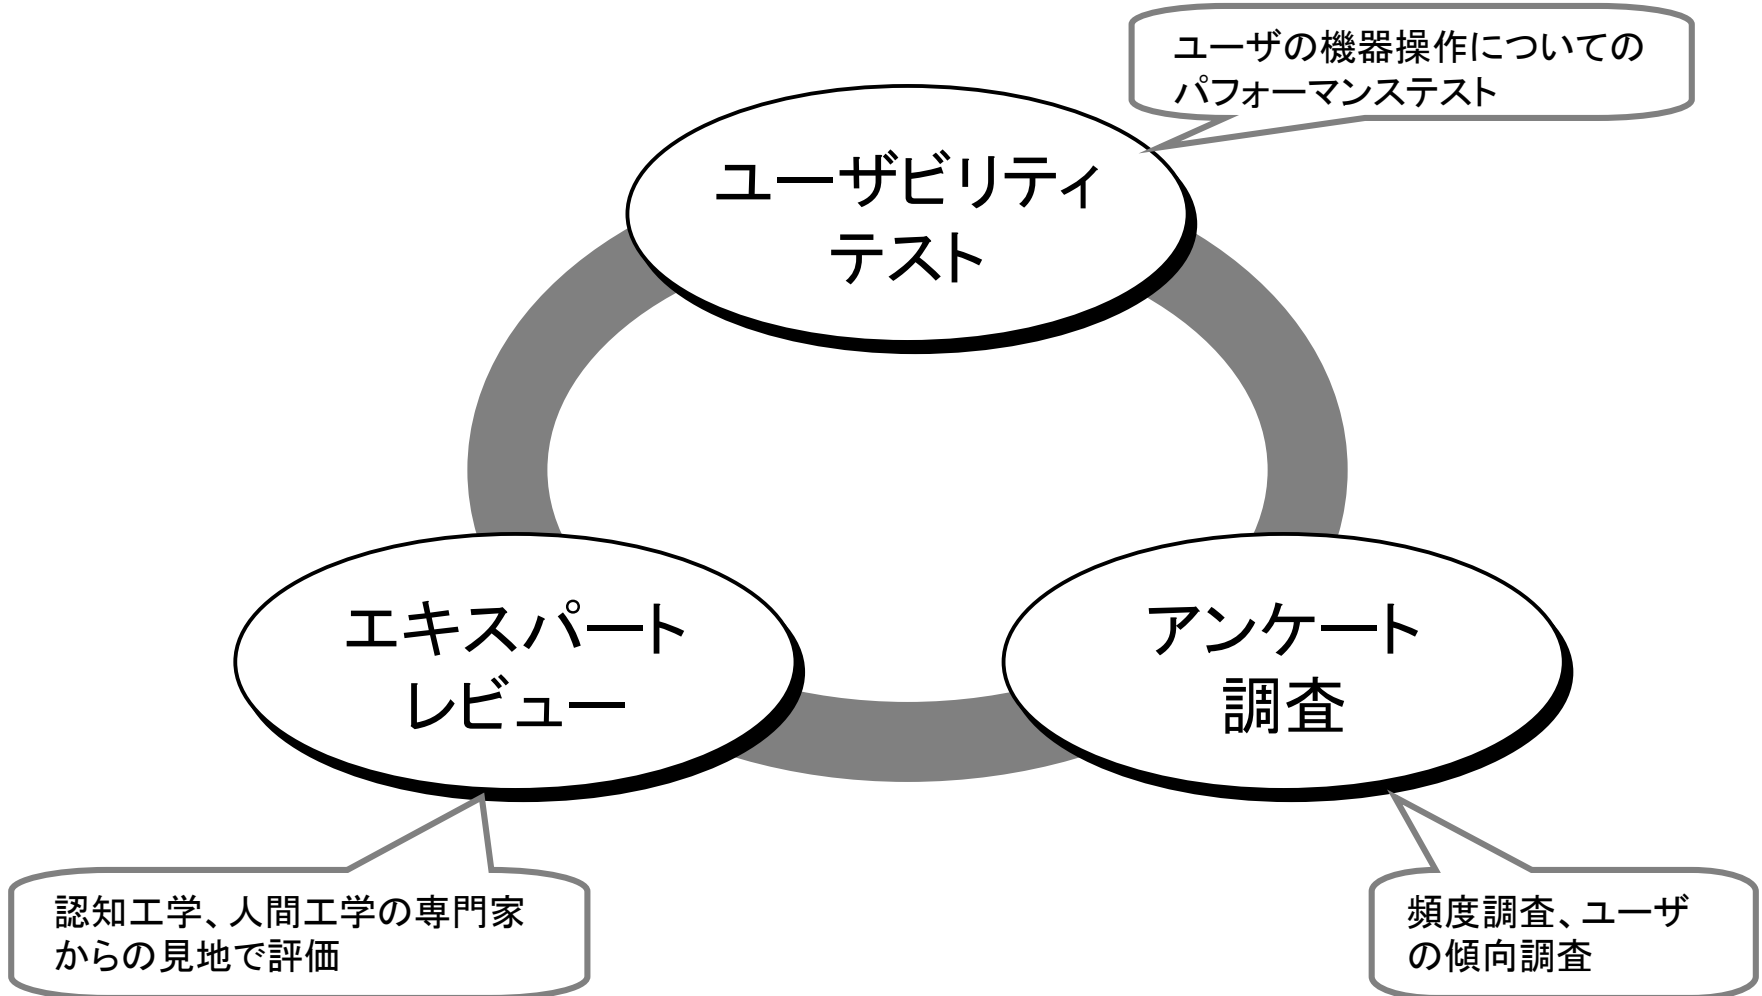 ユーザの機器操作についての
パフォーマンステスト
ユーザビリティ
テスト
エキスパート
レビュー
アンケート
調査
認知工学、人間工学の専門家
からの見地で評価
頻度調査、ユーザ
の傾向調査